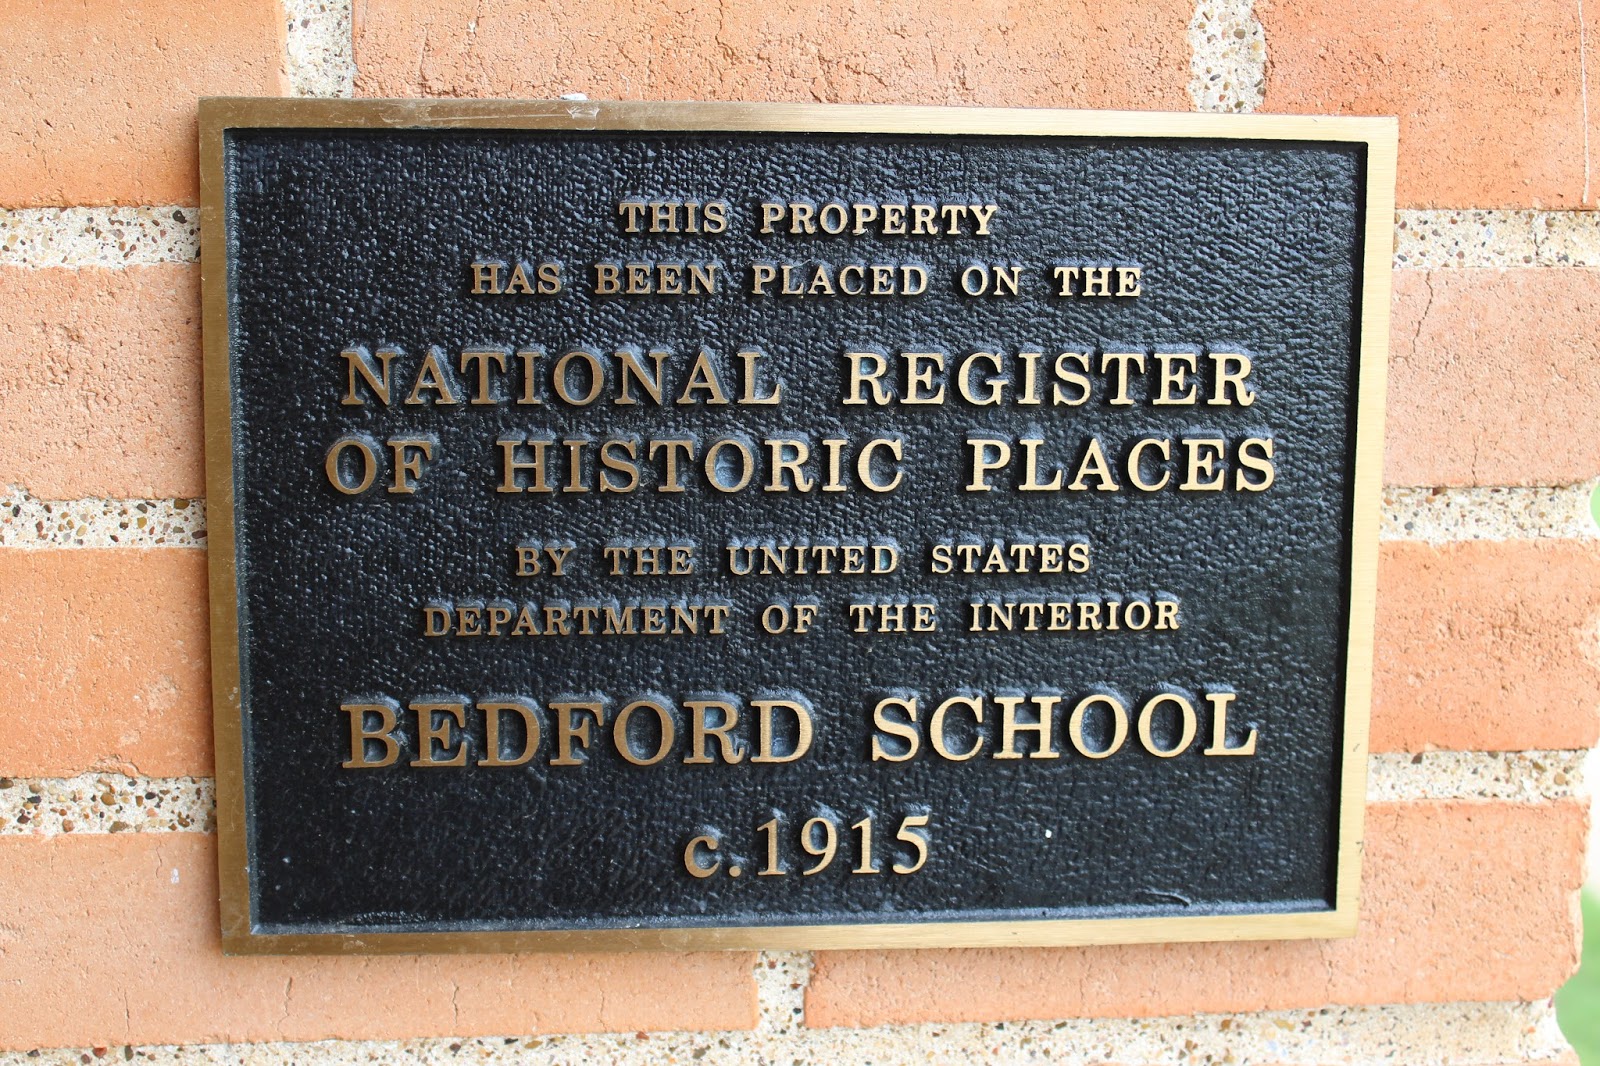 THIS PROPERTY
HAS BEEN PLACED ON THE
NATIONAL REGISTER
OF HISTORIC PLACES
BY THE UNITED STATES
DEPARTMENT OF THE INTERIOR
BEDFORD SCHOOL
c.1915